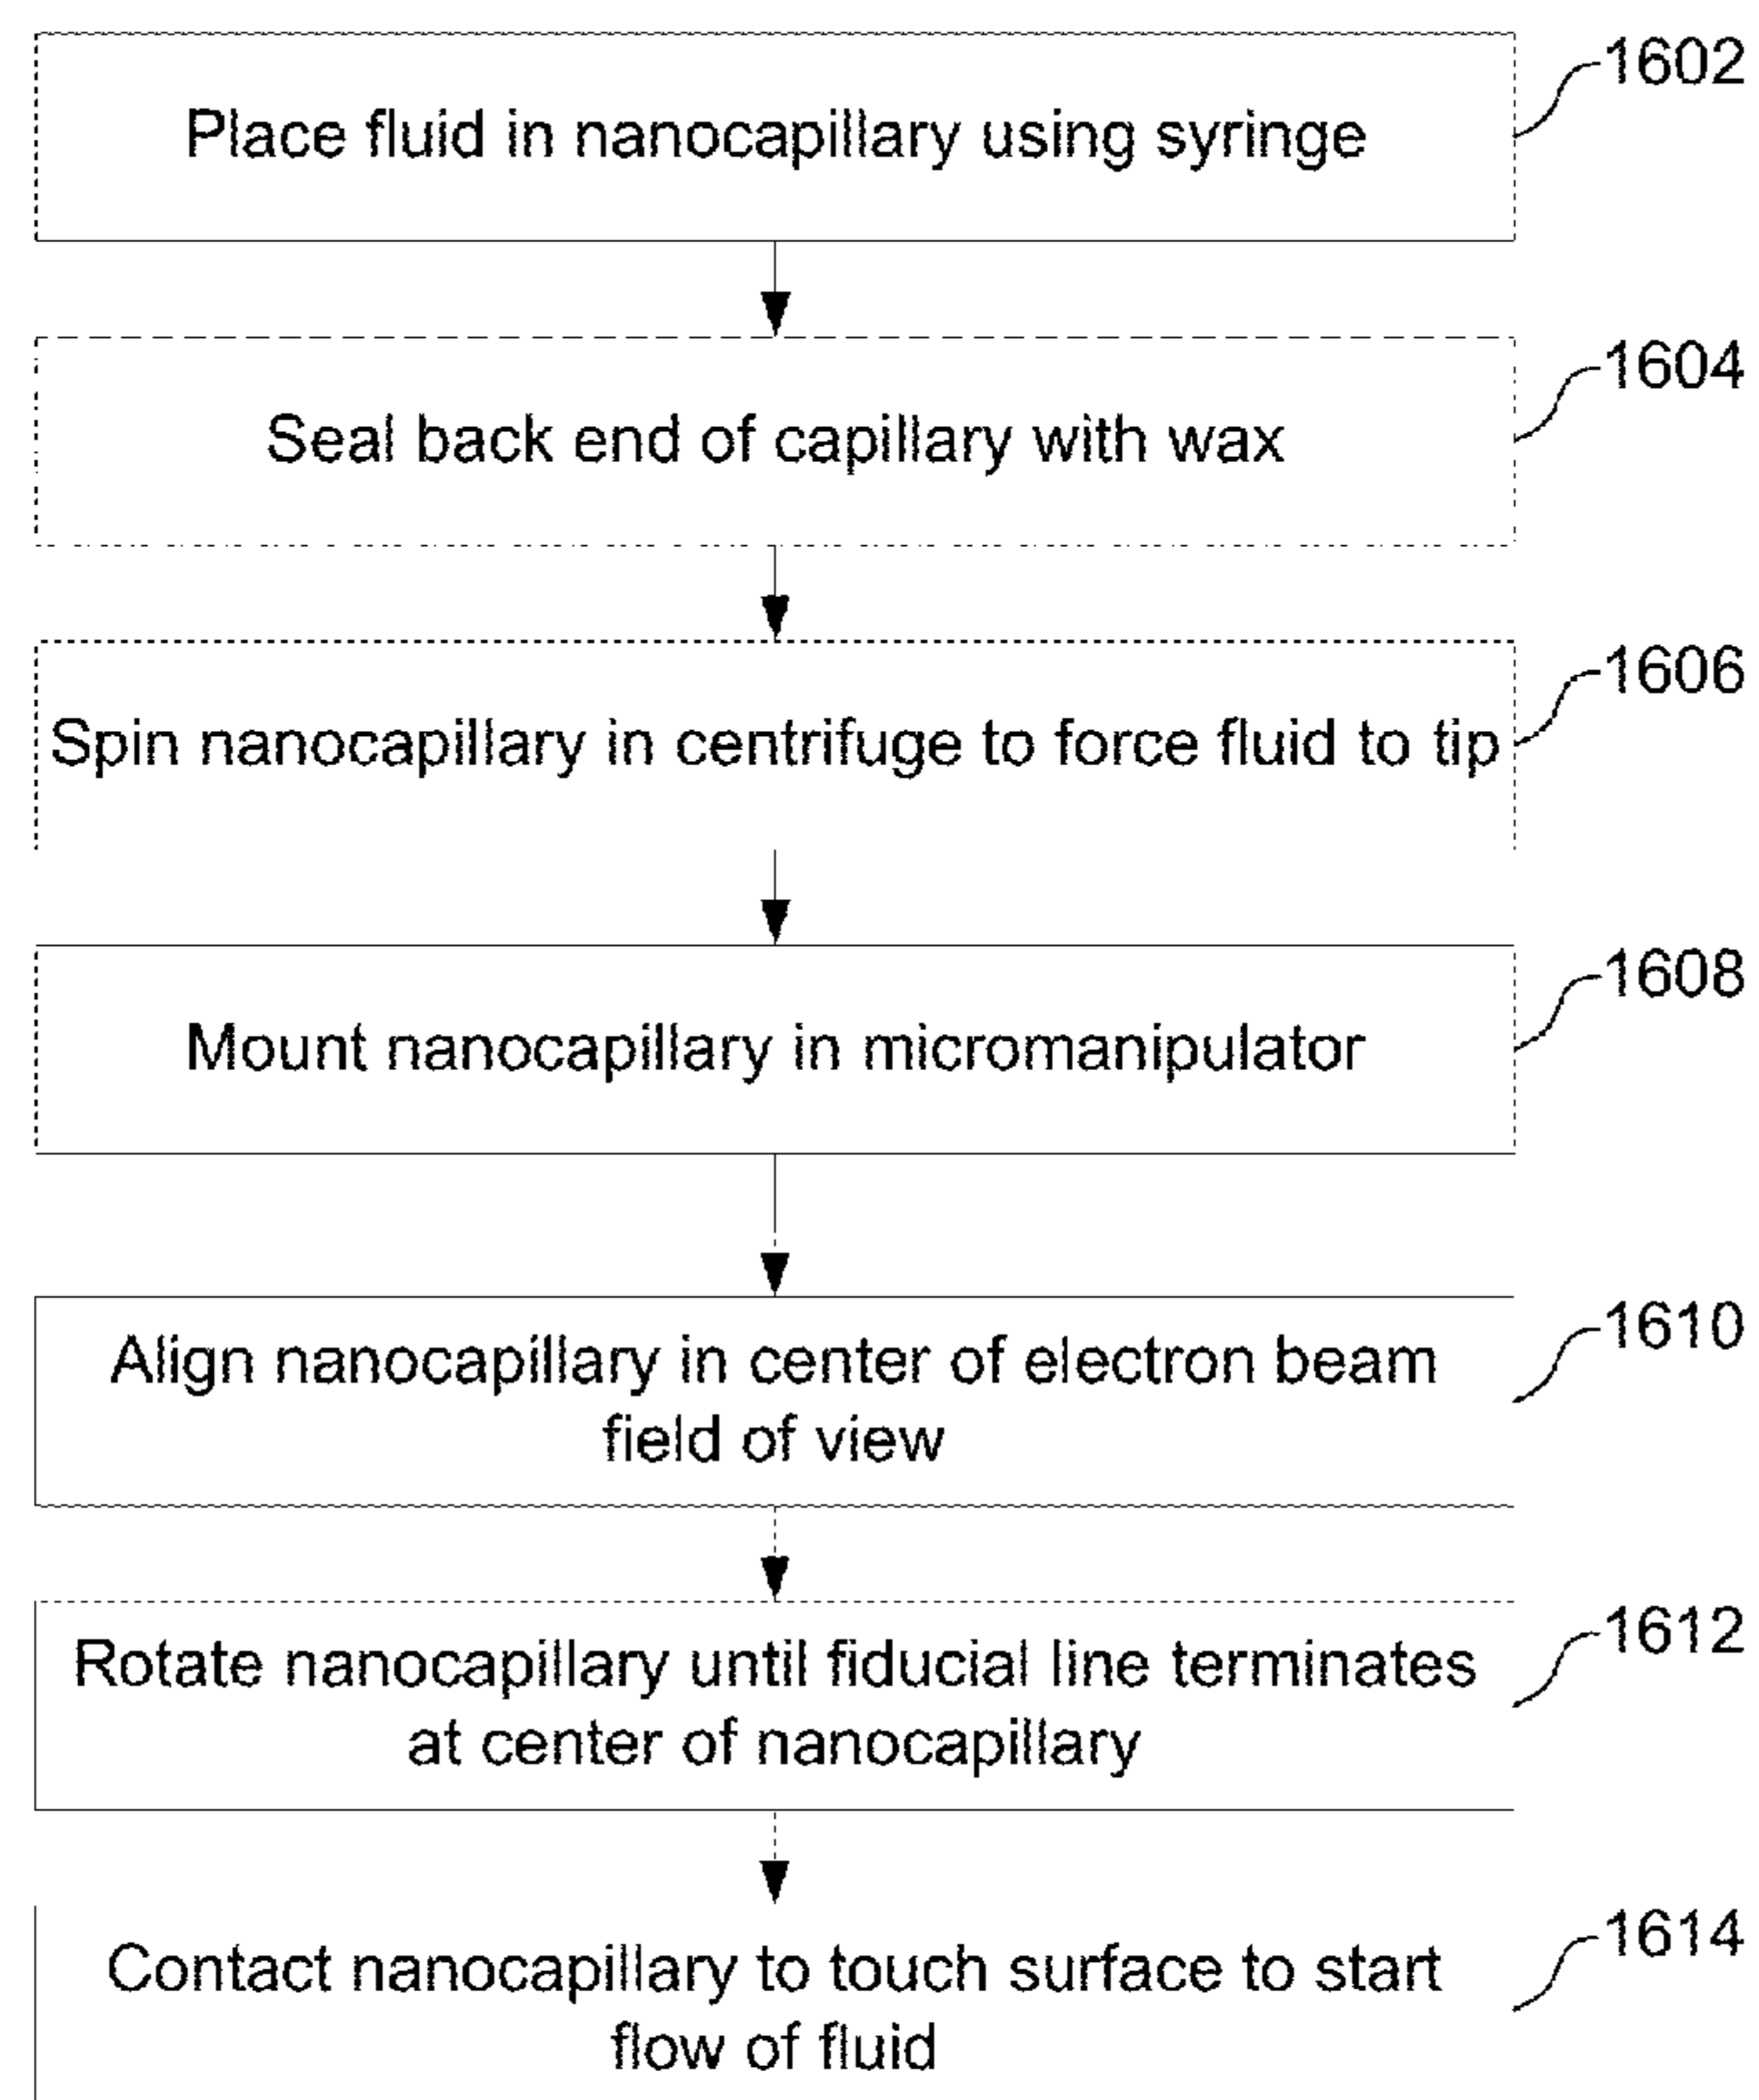 Place fluid in nanocapillary using syringe
1602
Seal back end of capillary with wax
1604
Spin nanocapillary in centrifuge to force fluid to tip
1606
Mount nanocapillary in micromanipulator
1608
Align nanocapillary in center of electron beam
field of view
1610
Rotate nanocapillary until fiducial line terminates
at center of nanocapillary
1612
Contact nanocapillary to touch surface to start
flow of fluid
1614